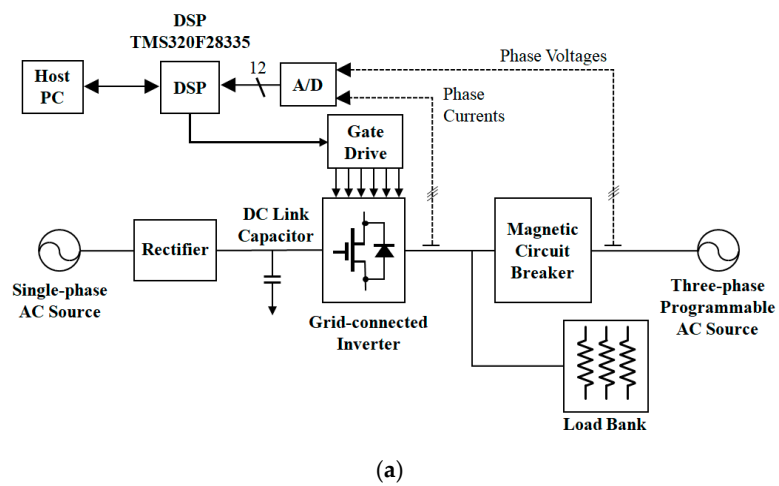 DSP
TMS320F28335
Host
PC
DSP
12
A/D
Phase Voltages
Phase
Currents
Gate
Drive
DC Link
Capacitor
Rectifier
Magnetic
Circuit
Breaker
Single-phase
AC Source
Grid-connected
Inverter
Three-phase
Programmable
AC Source
Load Bank
(a)